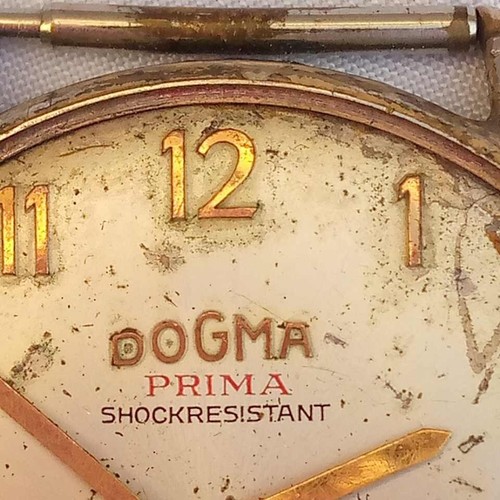 12
11
1
DOGMA
PRIMA
SHOCKRESISTANT